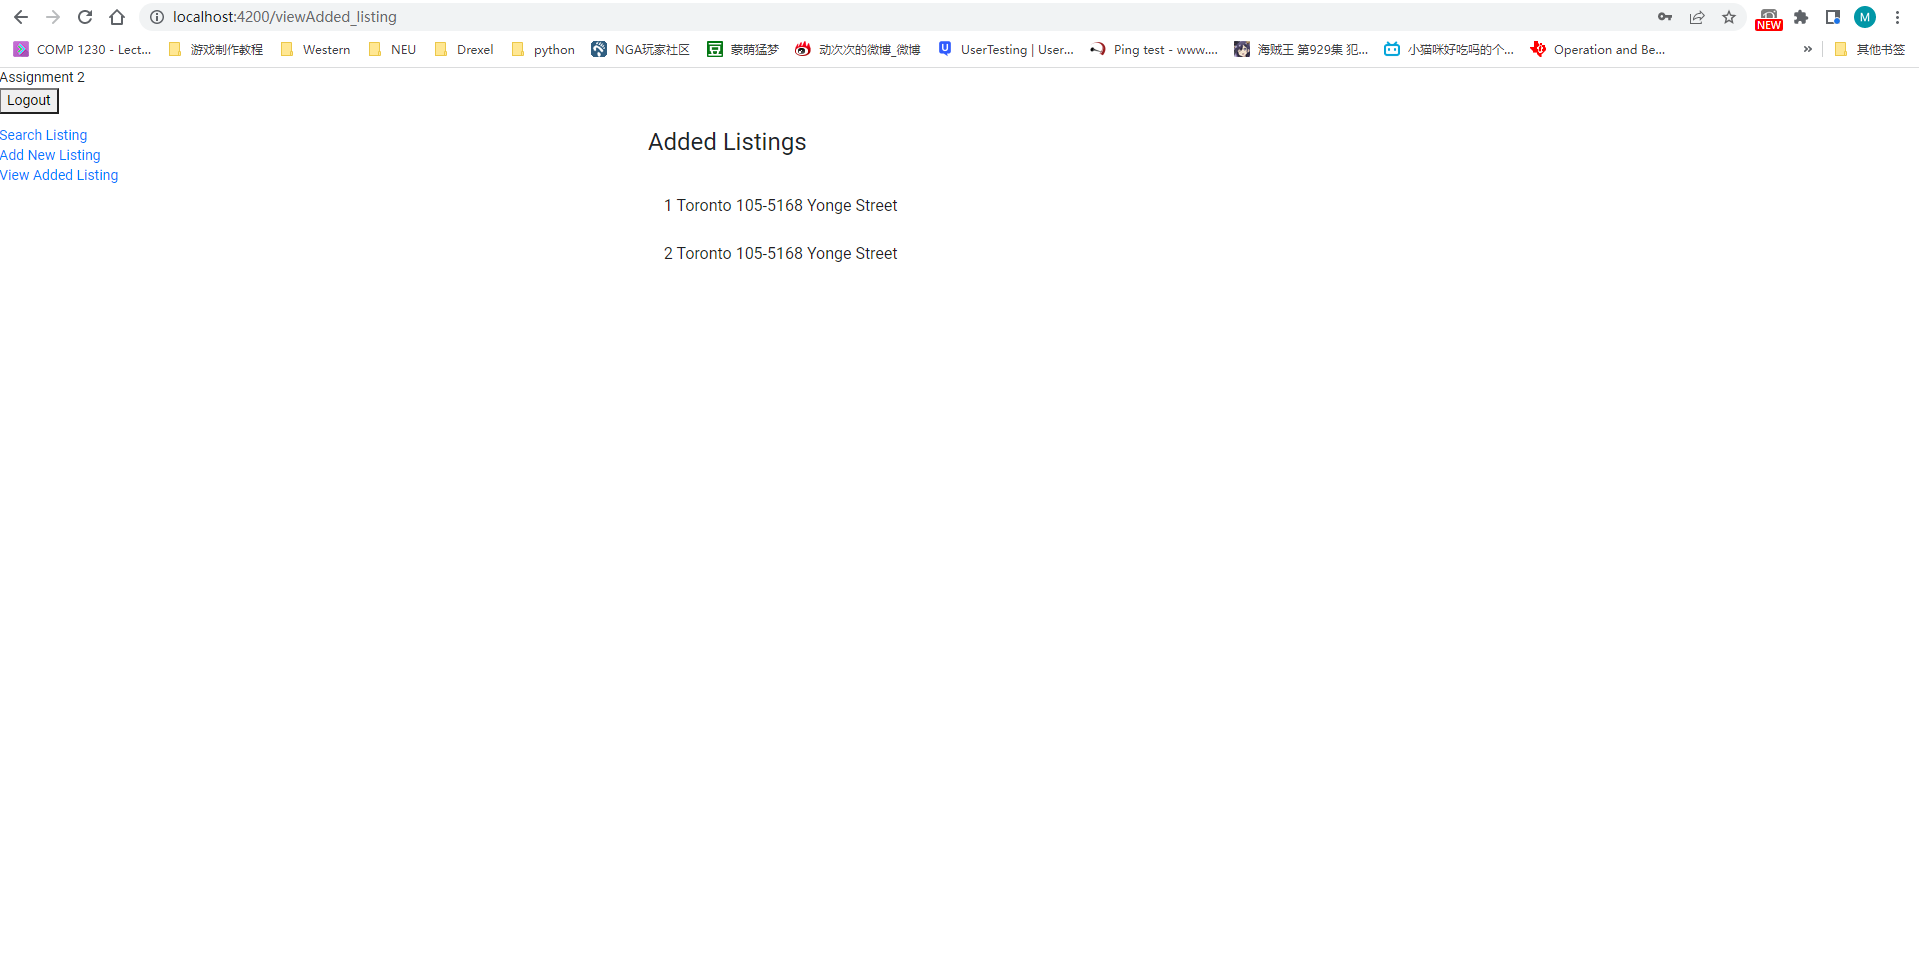 localhost:4200/viewAdded_listing
NEW
M
COMP 1230 - Lect... 游戏制作教程 Western NEU Drexel python NGA玩家社区 豆 蒙萌猛梦 动次次的微博_微博 U UserTesting | User... Ping test - www.... 海贼王 第929集 犯... 小猫咪好吃吗的个... Operation and Be... » 其他书签
Assignment 2
Logout
Search Listing
Add New Listing
View Added Listing
Added Listings
1 Toronto 105-5168 Yonge Street
2 Toronto 105-5168 Yonge Street